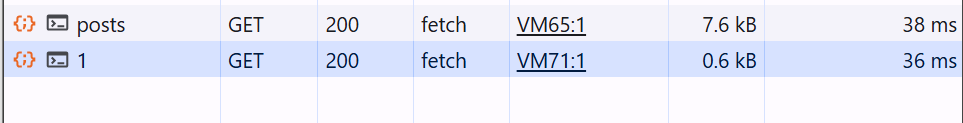 posts GET 200 fetch VM65:1 7.6 kB 38 ms
1 GET 200 fetch VM71:1 0.6 kB 36 ms